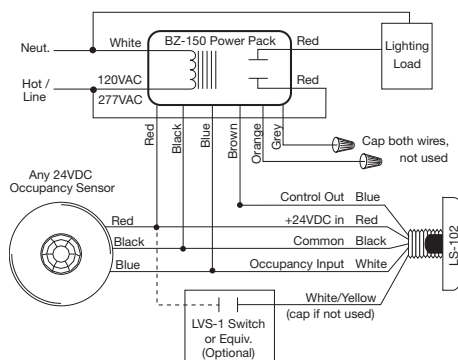 BZ-150 Power Pack
Neut.
White
Red
Lighting
Load
Hot /
Line
120VAC
277VAC
Red
Red
Black
Blue
Brown
Orange
Grey
Cap both wires,
not used
Any 24VDC
Occupancy Sensor
Control Out Blue
Red
+24VDC in Red
Black
Common Black
Blue
Occupancy Input White
LS-102
White/Yellow
(cap if not used)
LVS-1 Switch
or Equiv.
(Optional)